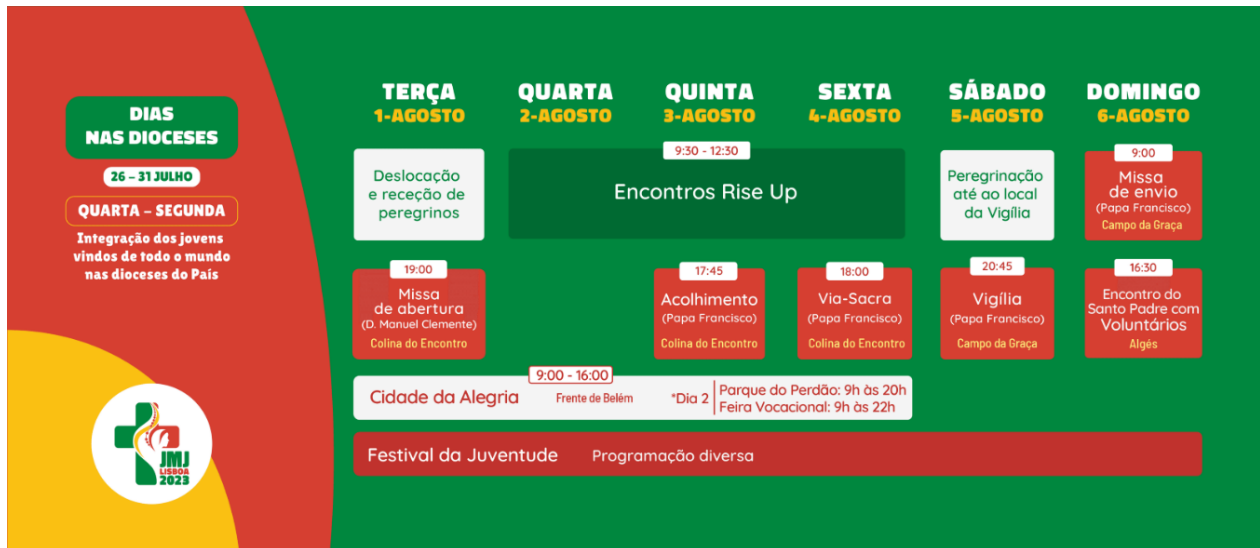 DIAS
NAS DIOCESES
26 – 31 JULHO
QUARTA – SEGUNDA
Integração dos jovens
vindos de todo o mundo
nas dioceses do País
JMJ
LISBOA
2023
TERÇA
1-AGOSTO
QUARTA
2-AGOSTO
QUINTA
3-AGOSTO
SEXTA
4-AGOSTO
SÁBADO
5-AGOSTO
DOMINGO
6-AGOSTO
Deslocação
e receção de
peregrinos
9:30 - 12:30
Encontros Rise Up
Peregrinação
até ao local
da Vigília
9:00
Missa
de envio
(Papa Francisco)
Campo da Graça
19:00
Missa
de abertura
(D. Manuel Clemente)
Colina do Encontro
17:45
Acolhimento
(Papa Francisco)
Colina do Encontro
18:00
Via-Sacra
(Papa Francisco)
Colina do Encontro
20:45
Vigília
(Papa Francisco)
Campo da Graça
16:30
Encontro do
Santo Padre com
Voluntários
Algés
9:00 - 16:00
Cidade da Alegria Frente de Belém *Dia 2
Parque do Perdão: 9h às 20h
Feira Vocacional: 9h às 22h
Festival da Juventude Programação diversa